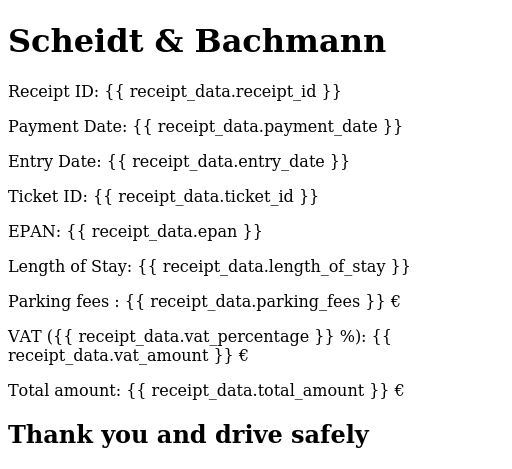 Scheidt & Bachmann
Receipt ID: {{ receipt_data.receipt_id }}
Payment Date: {{ receipt_data.payment_date }}
Entry Date: {{ receipt_data.entry_date }}
Ticket ID: {{ receipt_data.ticket_id }}
EPAN: {{ receipt_data.epan }}
Length of Stay: {{ receipt_data.length_of_stay }}
Parking fees : {{ receipt_data.parking_fees }} €
VAT ({{ receipt_data.vat_percentage }} %): {{
receipt_data.vat_amount }} €
Total amount: {{ receipt_data.total_amount }} €
Thank you and drive safely